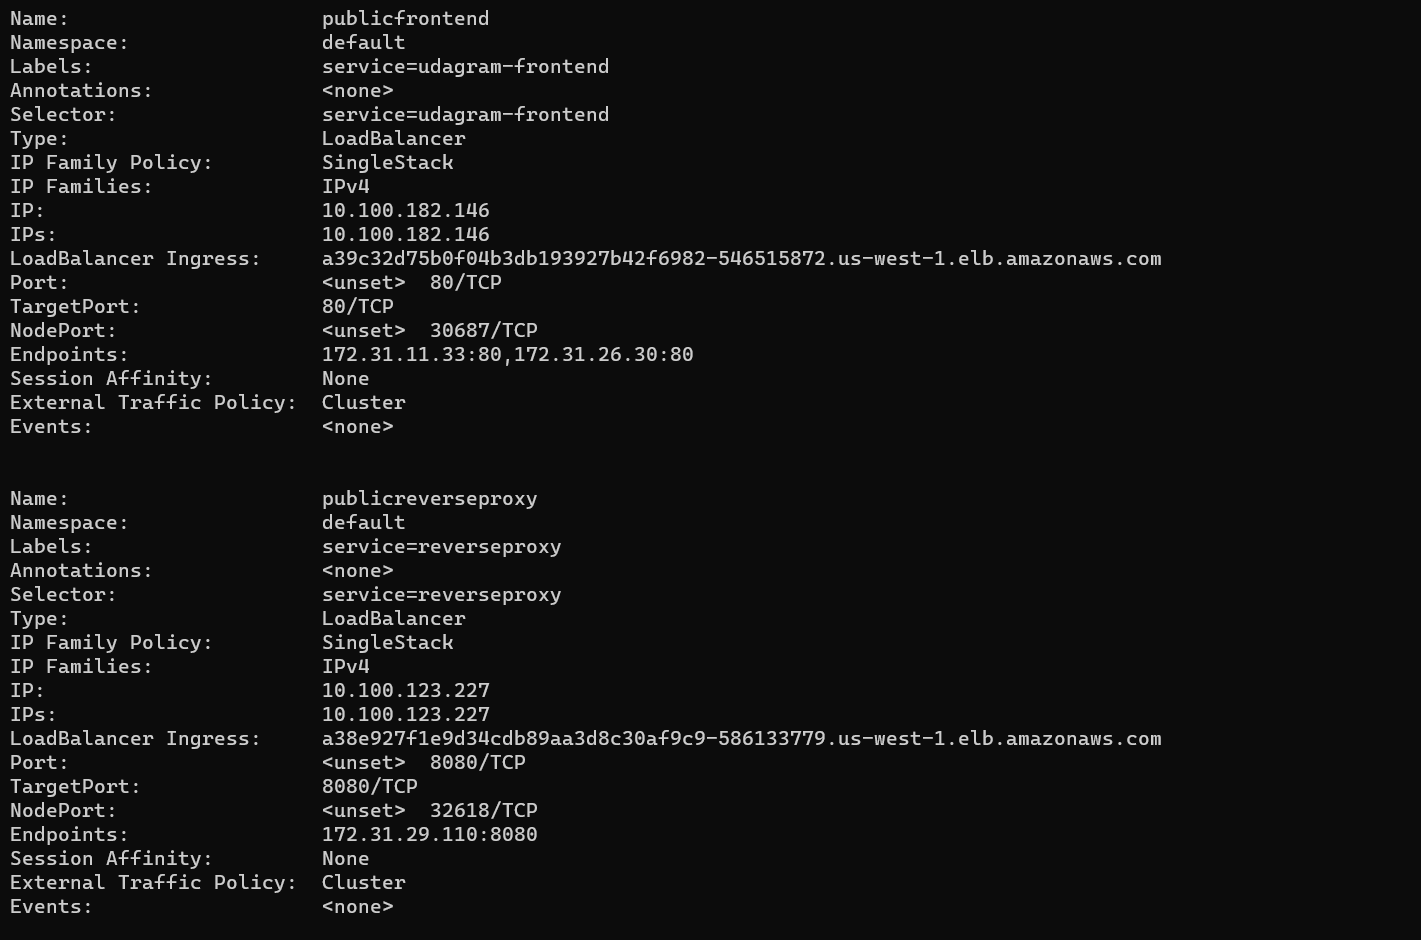 Name:                     publicfrontend
Namespace:                default
Labels:                   service=udagram-frontend
Annotations:              <none>
Selector:                 service=udagram-frontend
Type:                     LoadBalancer
IP Family Policy:         SingleStack
IP Families:              IPv4
IP:                       10.100.182.146
IPs:                      10.100.182.146
LoadBalancer Ingress:     a39c32d75b0f04b3db193927b42f6982-546515872.us-west-1.elb.amazonaws.com
Port:                     <unset>  80/TCP
TargetPort:               80/TCP
NodePort:                 <unset>  30687/TCP
Endpoints:                172.31.11.33:80,172.31.26.30:80
Session Affinity:         None
External Traffic Policy:  Cluster
Events:                   <none>
Name:                     publicreverseproxy
Namespace:                default
Labels:                   service=reverseproxy
Annotations:              <none>
Selector:                 service=reverseproxy
Type:                     LoadBalancer
IP Family Policy:         SingleStack
IP Families:              IPv4
IP:                       10.100.123.227
IPs:                      10.100.123.227
LoadBalancer Ingress:     a38e927f1e9d34cdb89aa3d8c30af9c9-586133779.us-west-1.elb.amazonaws.com
Port:                     <unset>  8080/TCP
TargetPort:               8080/TCP
NodePort:                 <unset>  32618/TCP
Endpoints:                172.31.29.110:8080
Session Affinity:         None
External Traffic Policy:  Cluster
Events:                   <none>